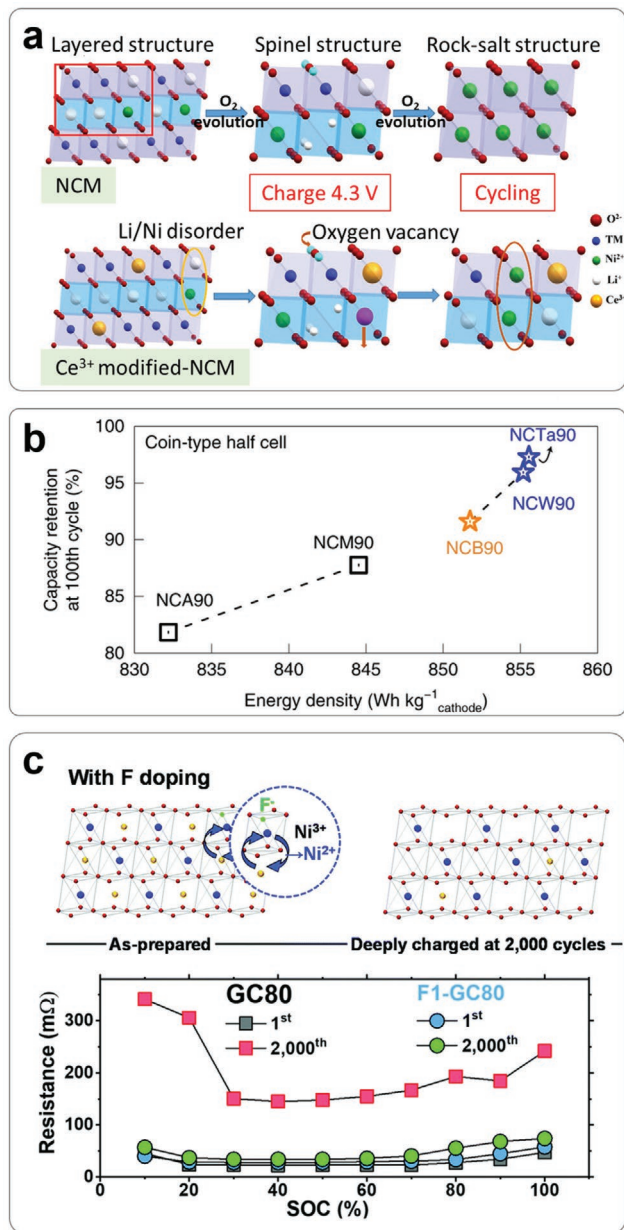 a
Layered structure
Spinel structure
Rock-salt structure
O₂
evolution
O₂
evolution
NCM
Charge 4.3 V
Cycling
Li/Ni disorder
Oxygen vacancy
O²⁻
TM
Ni²⁺
Li⁺
Ce³⁺
Ce³⁺ modified-NCM
b
Coin-type half cell
NCTa90
NCW90
NCB90
NCM90
NCA90
Capacity retention
at 100th cycle (%)
100
95
90
85
80
830
835
840
845
850
855
860
Energy density (Wh kg⁻¹cathode)
c
With F doping
F⁻
Ni³⁺
Ni²⁺
As-prepared
Deeply charged at 2,000 cycles
GC80
1st
2,000th
F1-GC80
1st
2,000th
Resistance (mΩ)
300
200
100
0
0
20
40
60
80
100
SOC (%)